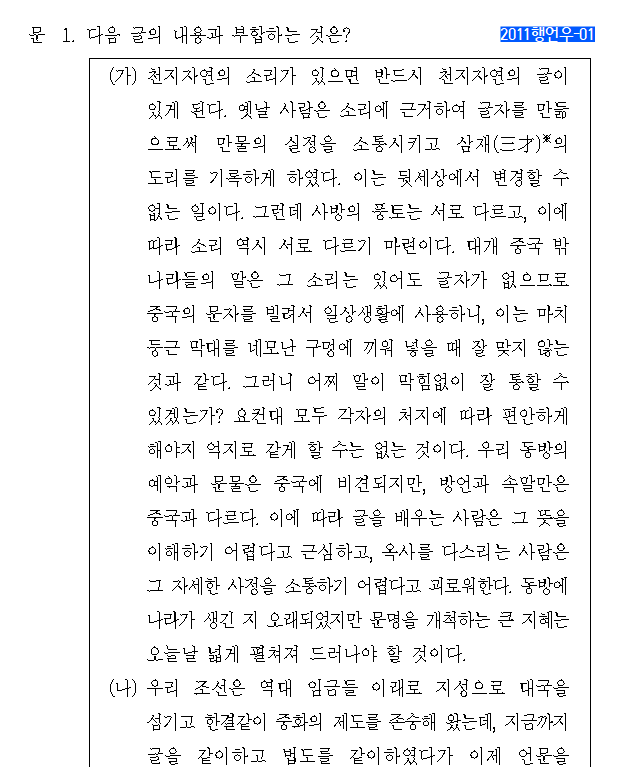 문 1. 다음 글의 내용과 부합하는 것은?
2011행언우-01
(가) 천지자연의 소리가 있으면 반드시 천지자연의 글이
있게 된다. 옛날 사람은 소리에 근거하여 글자를 만듦
으로써 만물의 실정을 소통시키고 삼재(三才)※의
도리를 기록하게 하였다. 이는 뒷세상에서 변경할 수
없는 일이다. 그런데 사방의 풍토는 서로 다르고, 이에
따라 소리 역시 서로 다르기 마련이다. 대개 중국 밖
나라들의 말은 그 소리는 있어도 글자가 없으므로
중국의 문자를 빌려서 일상생활에 사용하니, 이는 마치
둥근 막대를 네모난 구멍에 끼워 넣을 때 잘 맞지 않는
것과 같다. 그러니 어찌 말이 막힘없이 잘 통할 수
있겠는가? 요컨대 모두 각자의 처지에 따라 편안하게
해야지 억지로 같게 할 수는 없는 것이다. 우리 동방의
예악과 문물은 중국에 비견되지만, 방언과 속말만은
중국과 다르다. 이에 따라 글을 배우는 사람은 그 뜻을
이해하기 어렵다고 근심하고, 옥사를 다스리는 사람은
그 자세한 사정을 소통하기 어렵다고 괴로워한다. 동방에
나라가 생긴 지 오래되었지만 문명을 개척하는 큰 지혜는
오늘날 넓게 펼쳐져 드러나야 할 것이다.
(나) 우리 조선은 역대 임금들 이래로 지성으로 대국을
섬기고 한결같이 중화의 제도를 존숭해 왔는데, 지금까지
글을 같이하고 법도를 같이하였다가 이제 언문을